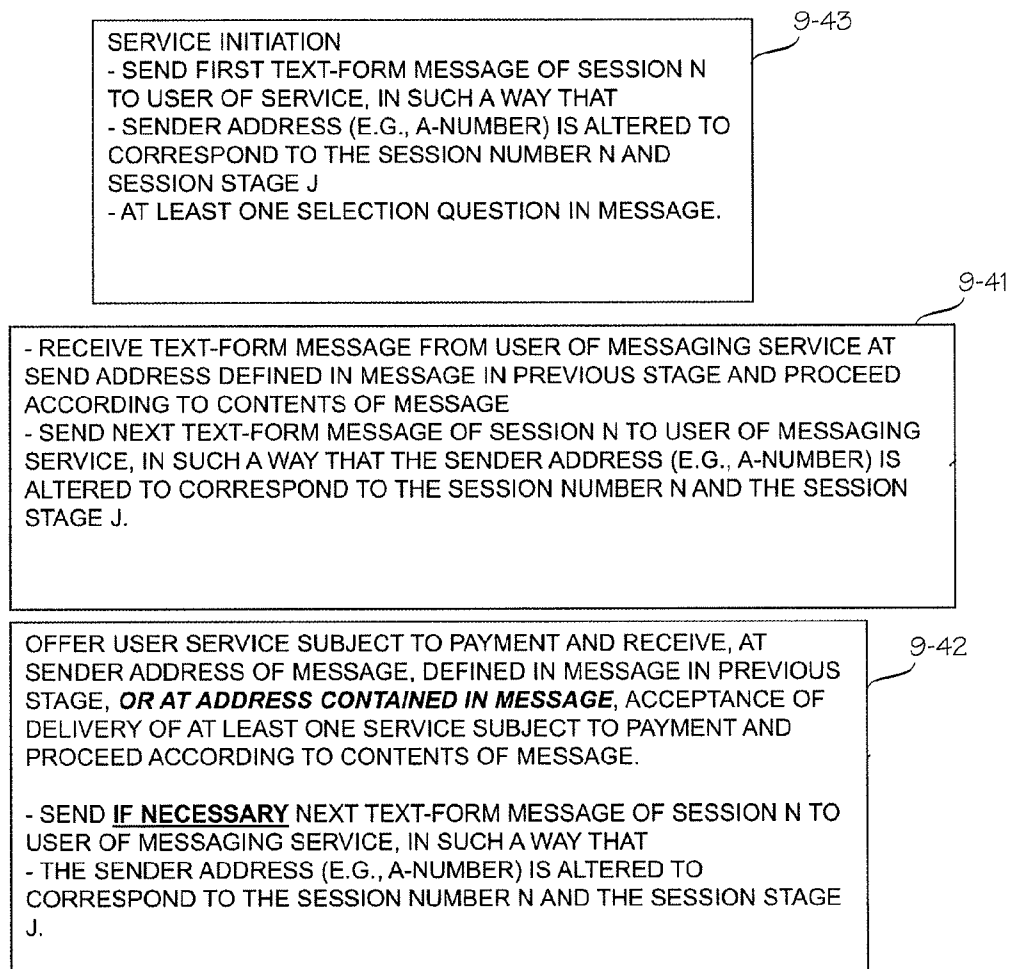 9-43
SERVICE INITIATION
- SEND FIRST TEXT-FORM MESSAGE OF SESSION N
TO USER OF SERVICE, IN SUCH A WAY THAT
- SENDER ADDRESS (E.G., A-NUMBER) IS ALTERED TO
CORRESPOND TO THE SESSION NUMBER N AND
SESSION STAGE J
- AT LEAST ONE SELECTION QUESTION IN MESSAGE.
9-41
- RECEIVE TEXT-FORM MESSAGE FROM USER OF MESSAGING SERVICE AT
SEND ADDRESS DEFINED IN MESSAGE IN PREVIOUS STAGE AND PROCEED
ACCORDING TO CONTENTS OF MESSAGE
- SEND NEXT TEXT-FORM MESSAGE OF SESSION N TO USER OF MESSAGING
SERVICE, IN SUCH A WAY THAT THE SENDER ADDRESS (E.G., A-NUMBER) IS
ALTERED TO CORRESPOND TO THE SESSION NUMBER N AND THE SESSION
STAGE J.
9-42
OFFER USER SERVICE SUBJECT TO PAYMENT AND RECEIVE, AT
SENDER ADDRESS OF MESSAGE, DEFINED IN MESSAGE IN PREVIOUS
STAGE, OR AT ADDRESS CONTAINED IN MESSAGE, ACCEPTANCE OF
DELIVERY OF AT LEAST ONE SERVICE SUBJECT TO PAYMENT AND
PROCEED ACCORDING TO CONTENTS OF MESSAGE.
- SEND IF NECESSARY NEXT TEXT-FORM MESSAGE OF SESSION N TO
USER OF MESSAGING SERVICE, IN SUCH A WAY THAT
- THE SENDER ADDRESS (E.G., A-NUMBER) IS ALTERED TO
CORRESPOND TO THE SESSION NUMBER N AND THE SESSION STAGE
J.